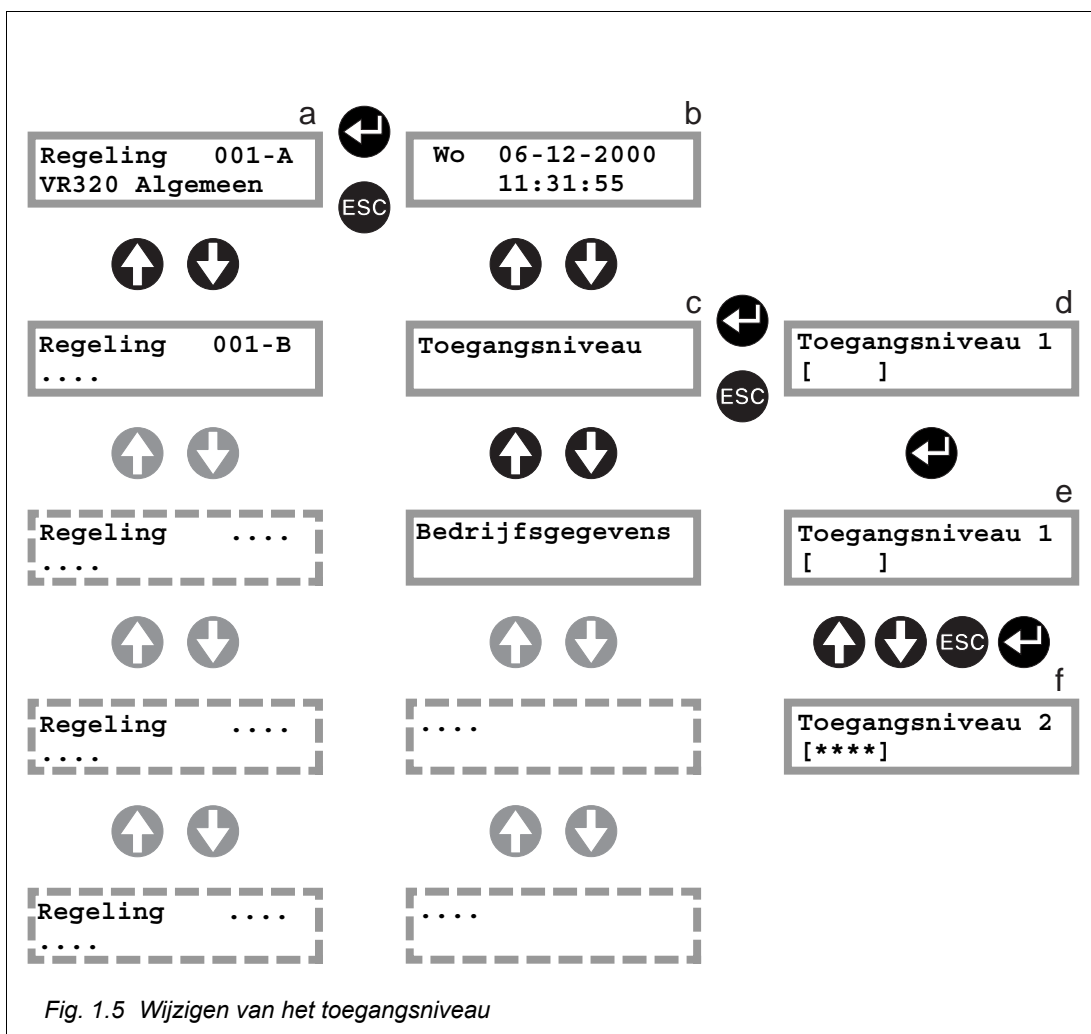 a
Regeling 001-A
VR320 Algemeen
ESC
b
Wo 06-12-2000
11:31:55
Regeling 001-B
....
c
Toegangsniveau
ESC
d
Toegangsniveau 1
[ ]
Regeling ....
....
Bedrijfsgegevens
e
Toegangsniveau 1
[ ]
ESC
Regeling ....
....
....
f
Toegangsniveau 2
[****]
Regeling ....
....
....
Fig. 1.5 Wijzigen van het toegangsniveau